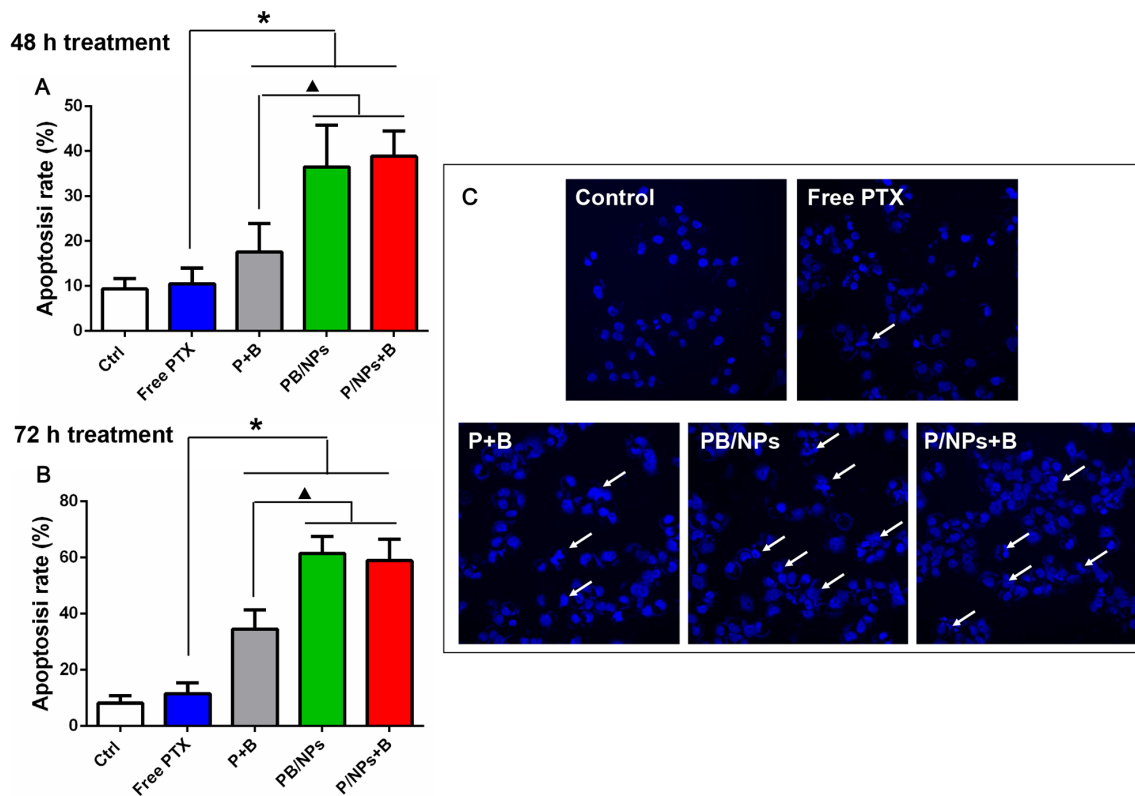 48 h treatment
*
A
▲
Apoptosisi rate (%)
50
40
30
20
10
0
Ctrl
Free PTX
P+B
PB/NPs
P/NPs+B
72 h treatment
*
B
▲
Apoptosisi rate (%)
80
60
40
20
0
Ctrl
Free PTX
P+B
PB/NPs
P/NPs+B
C
Control
Free PTX
P+B
PB/NPs
P/NPs+B